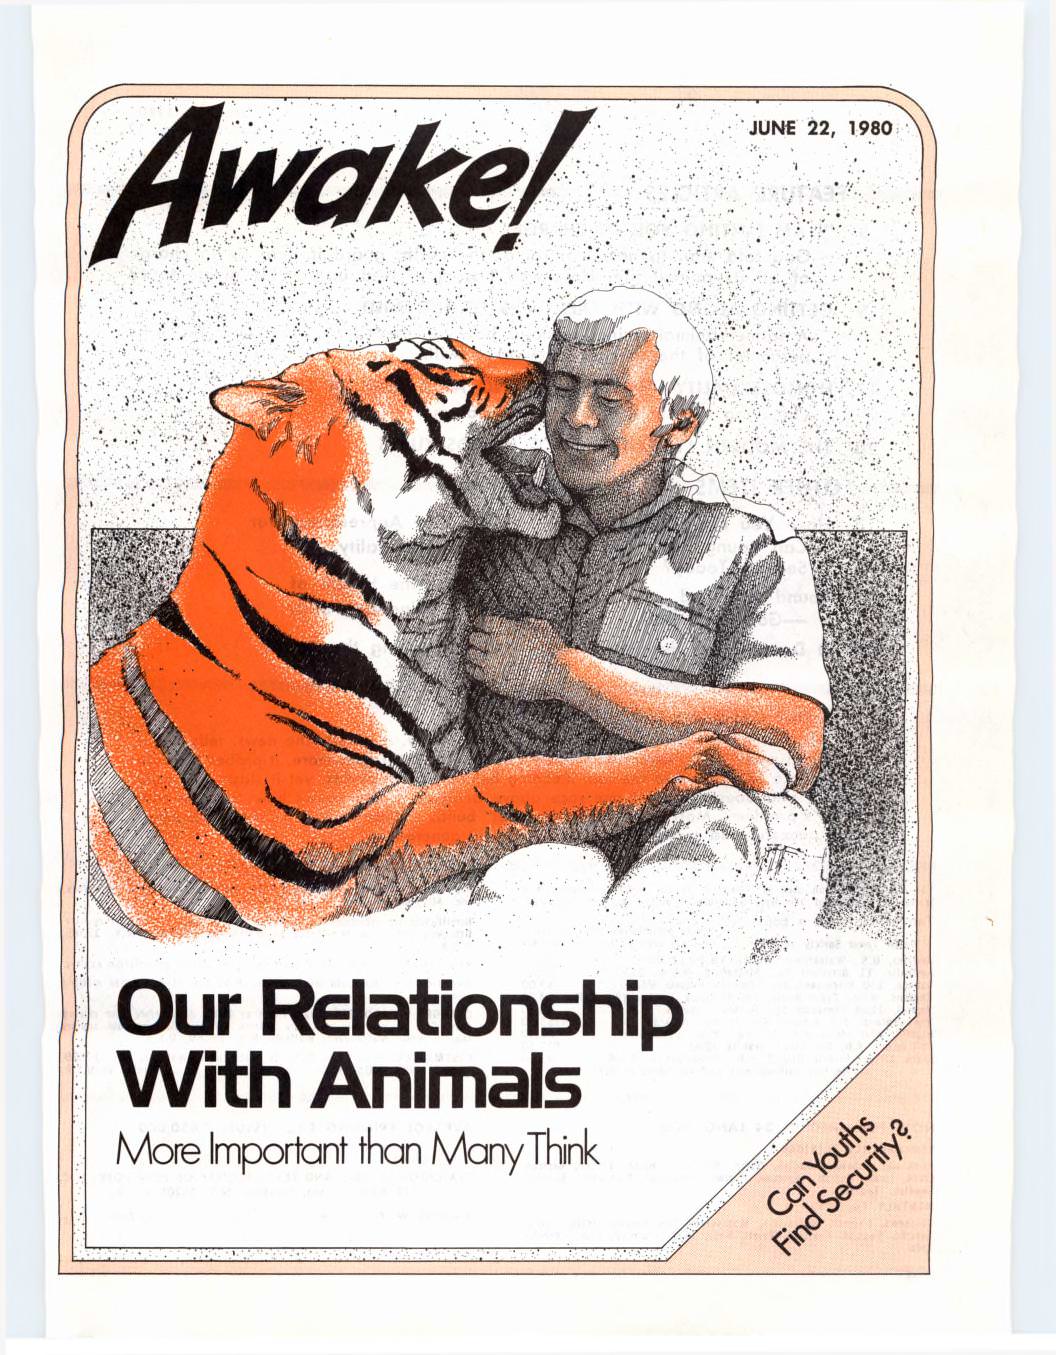 Awake!
JUNE 22, 1980
Our Relationship
With Animals
More Important than Many Think
Can Youths
Find Security?